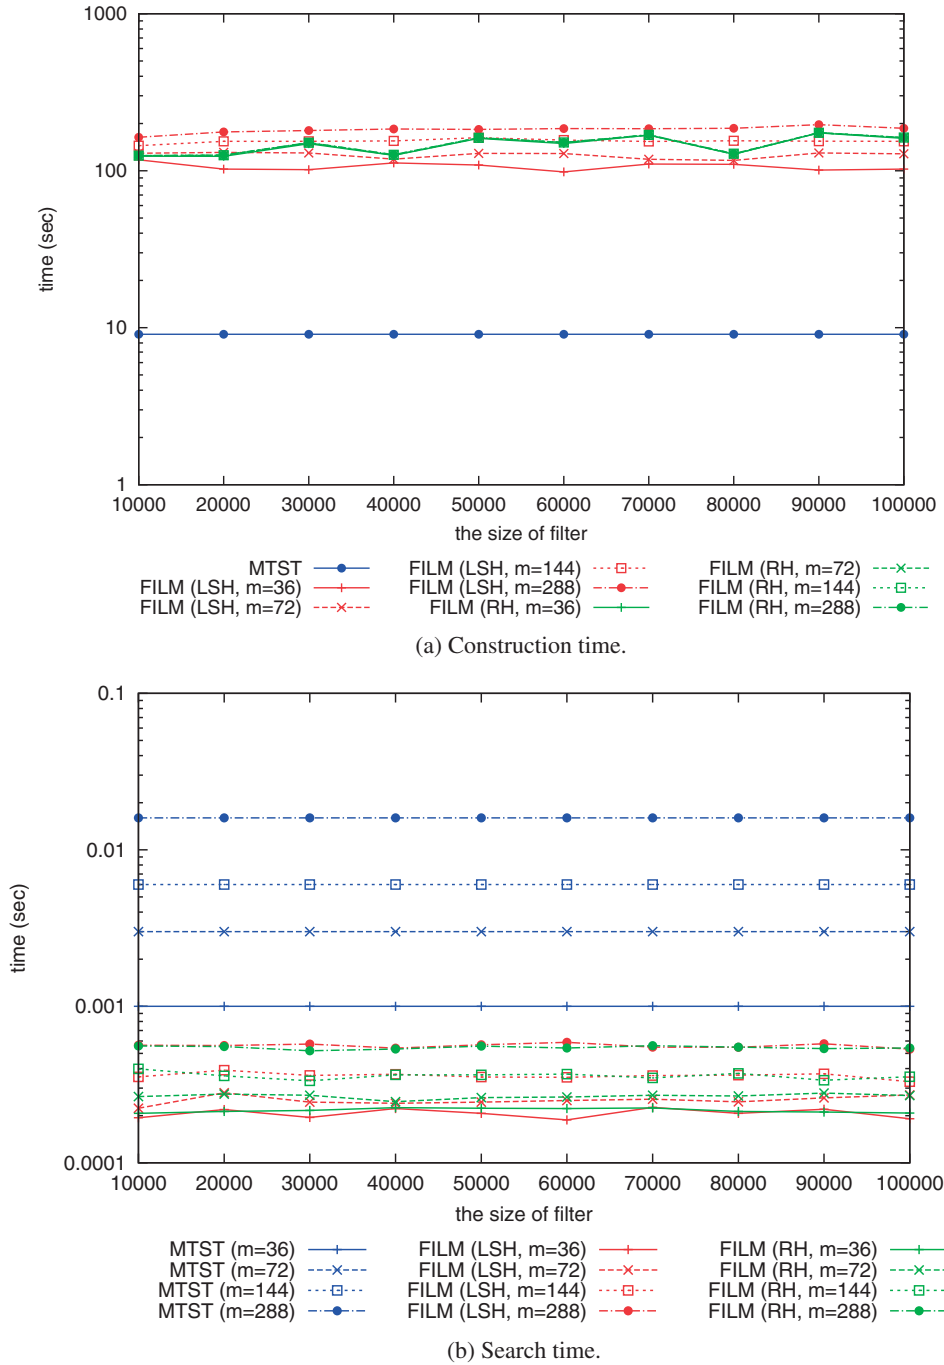 1000
100
10
1
time (sec)
10000 20000 30000 40000 50000 60000 70000 80000 90000 100000
the size of filter
MTST FILM (LSH, m=144) FILM (RH, m=72)
FILM (LSH, m=36) FILM (LSH, m=288) FILM (RH, m=144)
FILM (LSH, m=72) FILM (RH, m=36) FILM (RH, m=288)
(a) Construction time.
0.1
0.01
0.001
0.0001
time (sec)
10000 20000 30000 40000 50000 60000 70000 80000 90000 100000
the size of filter
MTST (m=36) FILM (LSH, m=36) FILM (RH, m=36)
MTST (m=72) FILM (LSH, m=72) FILM (RH, m=72)
MTST (m=144) FILM (LSH, m=144) FILM (RH, m=144)
MTST (m=288) FILM (LSH, m=288) FILM (RH, m=288)
(b) Search time.